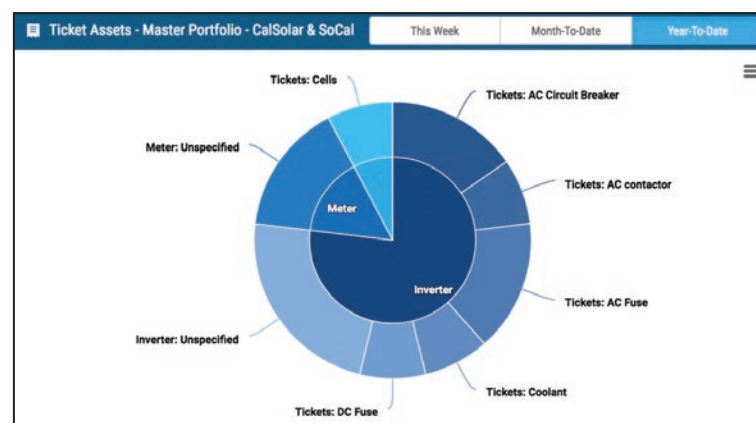 Ticket Assets - Master Portfolio - CalSolar & SoCal
This Week
Month-To-Date
Year-To-Date
Tickets: Cells
Tickets: AC Circuit Breaker
Meter: Unspecified
Tickets: AC contactor
Meter
Inverter
Tickets: AC Fuse
Inverter: Unspecified
Tickets: Coolant
Tickets: DC Fuse